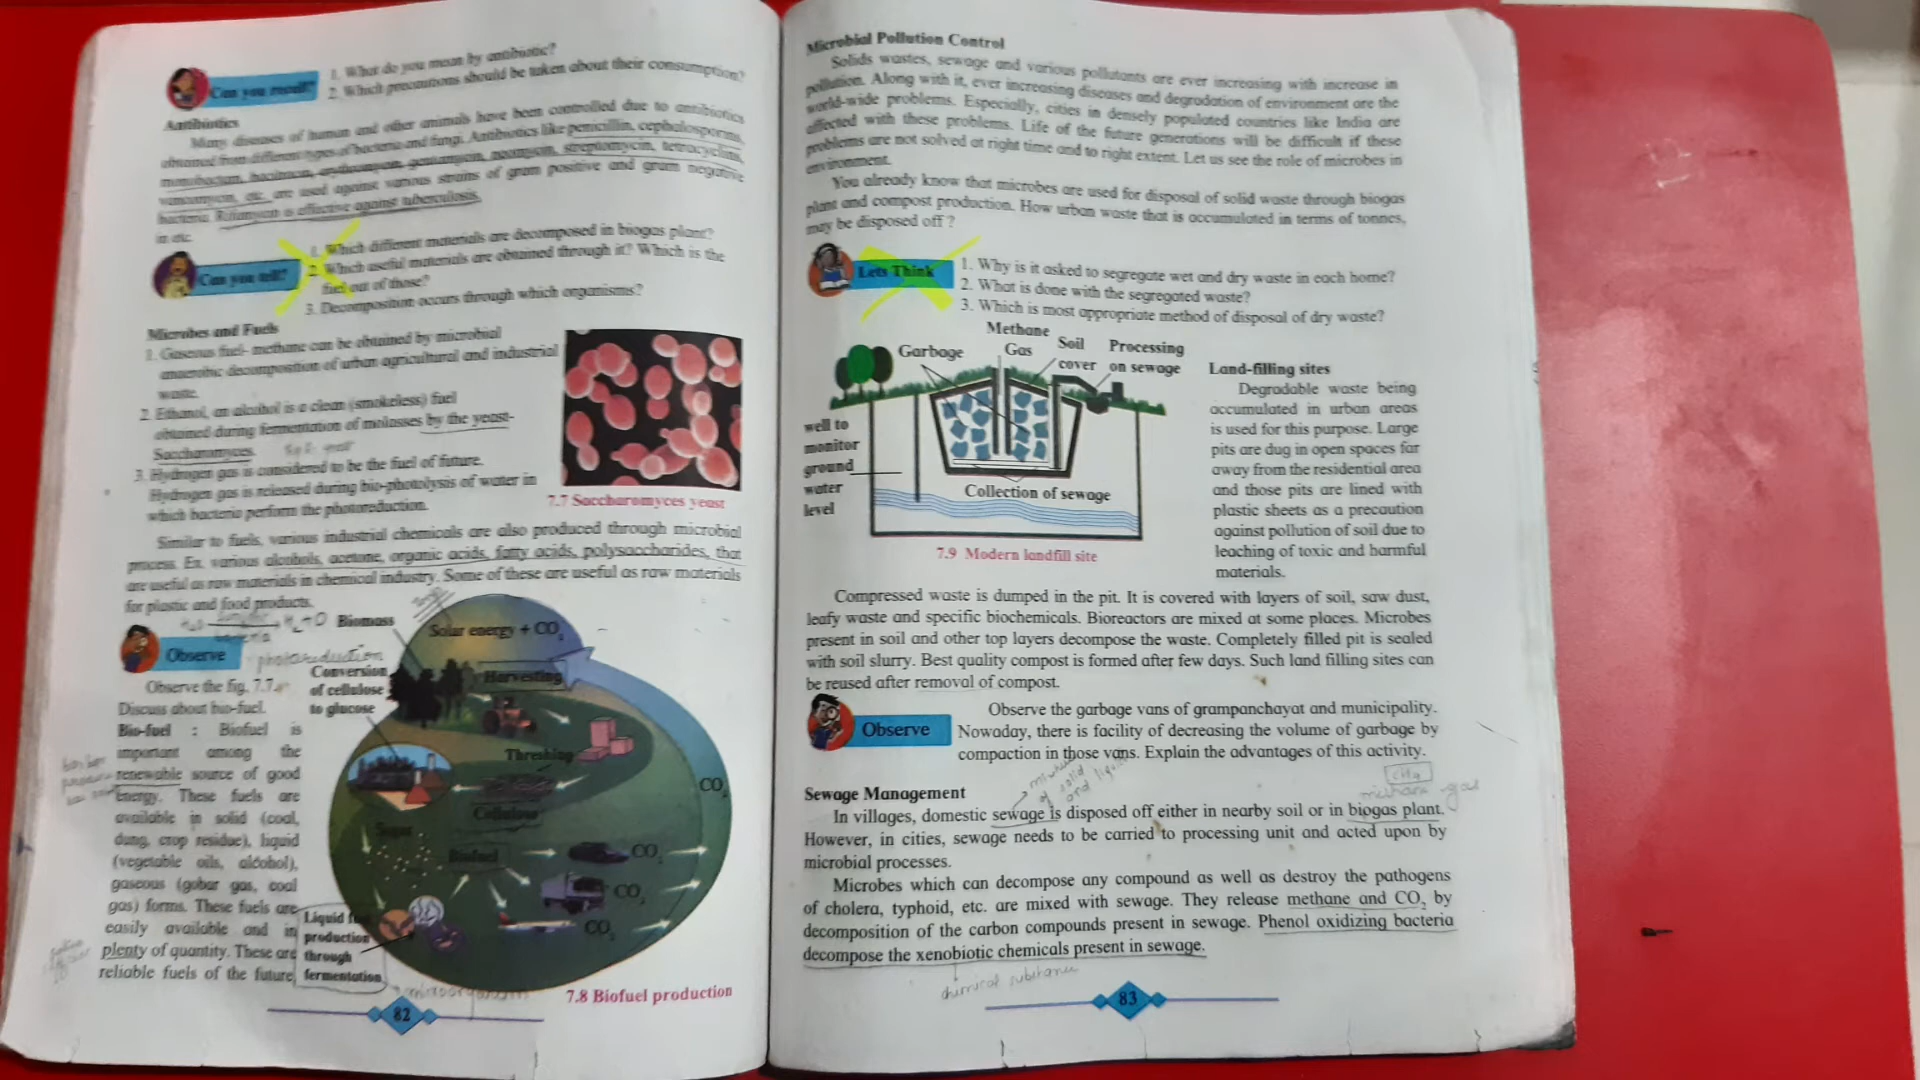 Can you recall?
1. What do you mean by antibiotic?
2. Which precautions should be taken about their consumption?
Antibiotics
Many diseases of human and other animals have been controlled due to antibiotics
obtained from different types of bacteria and fungi. Antibiotics like penicillin, cephalosporins,
monobactam, bacitracin, erythromycin, gentamycin, neomycin, streptomycin, tetracyclins,
vancomycin, etc. are used against various strains of gram positive and gram negative
bacteria. Rifamycin is effective against tuberculosis.
Can you tell?
1. Which different materials are decomposed in biogas plant?
2. Which useful materials are obtained through it? Which is the
fuel out of those?
3. Decomposition occurs through which organisms?
Microbes and Fuels
1. Gaseous fuel- methane can be obtained by microbial
anaerobic decomposition of urban agricultural and industrial
waste.
2. Ethanol, an alcohol is a clean (smokeless) fuel
obtained during fermentation of molasses by the yeast-
Saccharomyces.
3. Hydrogen gas is considered to be the fuel of future.
Hydrogen gas is released during bio-photolysis of water in
which bacteria perform the photoreduction.
7.7 Saccharomyces yeast
Similar to fuels, various industrial chemicals are also produced through microbial
process. Ex. various alcohols, acetone, organic acids, fatty acids, polysaccharides, that
are useful as raw materials in chemical industry. Some of these are useful as raw materials
for plastic and food products.
bacteria
photoreduction
Observe
Observe the fig. 7.7.
Discuss about bio-fuel.
Bio-fuel : Biofuel is
important among the
renewable source of good
energy. These fuels are
available in solid (coal,
dung, crop residue), liquid
(vegetable oils, alcohol),
gaseous (gobar gas, coal
gas) forms. These fuels are
easily available and in
plenty of quantity. These are
reliable fuels of the future
Biomass
Solar energy + CO2
Conversion
of cellulose
to glucose
Harvesting
Threshing
Cellulose
Sugar
Biofuel
CO2
CO2
CO2
CO2
Liquid
production
through
fermentation
7.8 Biofuel production
82
Microbial Pollution Control
Solids wastes, sewage and various pollutants are ever increasing with increase in
pollution. Along with it, ever increasing diseases and degradation of environment are the
world-wide problems. Especially, cities in densely populated countries like India are
affected with these problems. Life of the future generations will be difficult if these
problems are not solved at right time and to right extent. Let us see the role of microbes in
environment.
You already know that microbes are used for disposal of solid waste through biogas
plant and compost production. How urban waste that is accumulated in terms of tonnes,
may be disposed off ?
Lets Think
1. Why is it asked to segregate wet and dry waste in each home?
2. What is done with the segregated waste?
3. Which is most appropriate method of disposal of dry waste?
Garbage
Methane
Gas
Soil
cover
Processing
on sewage
well to
monitor
ground
water
level
Collection of sewage
7.9 Modern landfill site
Land-filling sites
Degradable waste being
accumulated in urban areas
is used for this purpose. Large
pits are dug in open spaces far
away from the residential area
and those pits are lined with
plastic sheets as a precaution
against pollution of soil due to
leaching of toxic and harmful
materials.
Compressed waste is dumped in the pit. It is covered with layers of soil, saw dust,
leafy waste and specific biochemicals. Bioreactors are mixed at some places. Microbes
present in soil and other top layers decompose the waste. Completely filled pit is sealed
with soil slurry. Best quality compost is formed after few days. Such land filling sites can
be reused after removal of compost.
Observe
Observe the garbage vans of grampanchayat and municipality.
Nowaday, there is facility of decreasing the volume of garbage by
compaction in those vans. Explain the advantages of this activity.
of solid
and
CH4
gas
Sewage Management
In villages, domestic sewage is disposed off either in nearby soil or in biogas plant.
However, in cities, sewage needs to be carried to processing unit and acted upon by
microbial processes.
Microbes which can decompose any compound as well as destroy the pathogens
of cholera, typhoid, etc. are mixed with sewage. They release methane and CO2 by
decomposition of the carbon compounds present in sewage. Phenol oxidizing bacteria
decompose the xenobiotic chemicals present in sewage.
chemical substance
83